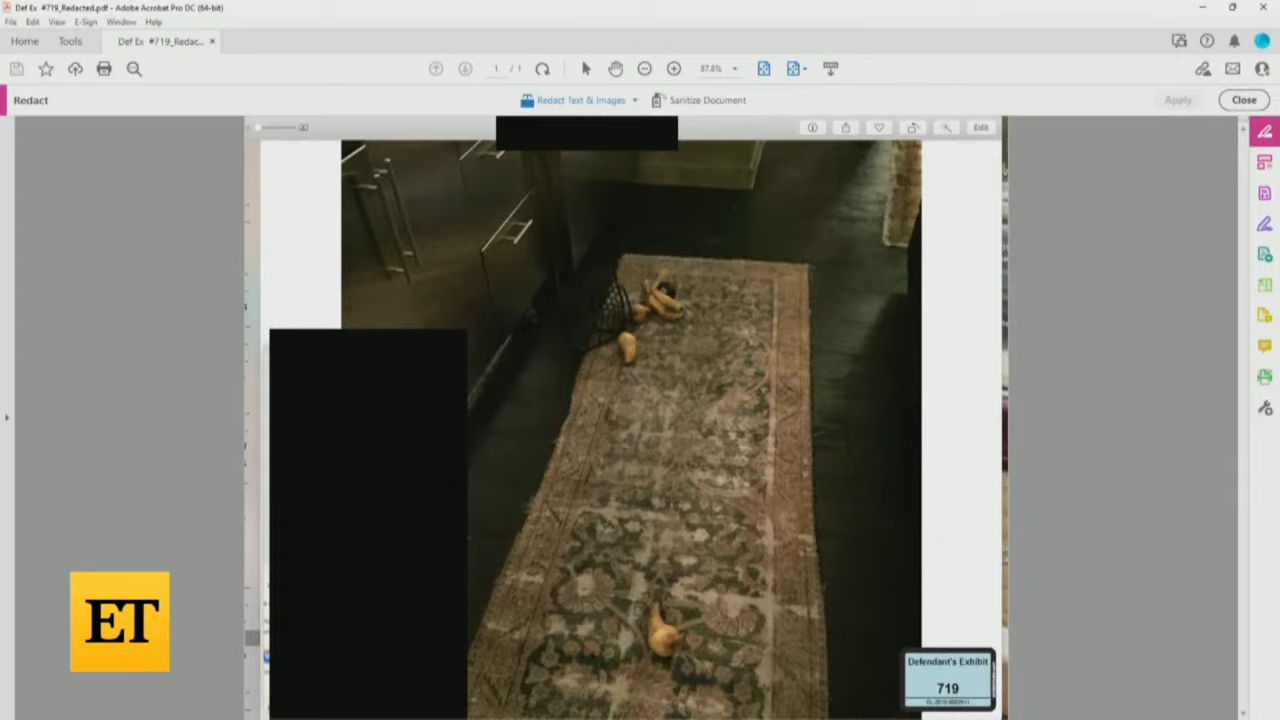 Def Ex #719_Redacted.pdf - Adobe Acrobat Pro DC (64-bit)
File Edit View E-Sign Window Help
Home Tools Def Ex #719_Redac... ×
1 / 1 87.8%
Redact Redact Text & Images Sanitize Document Apply Close
Edit
ET
Defendant's Exhibit
719